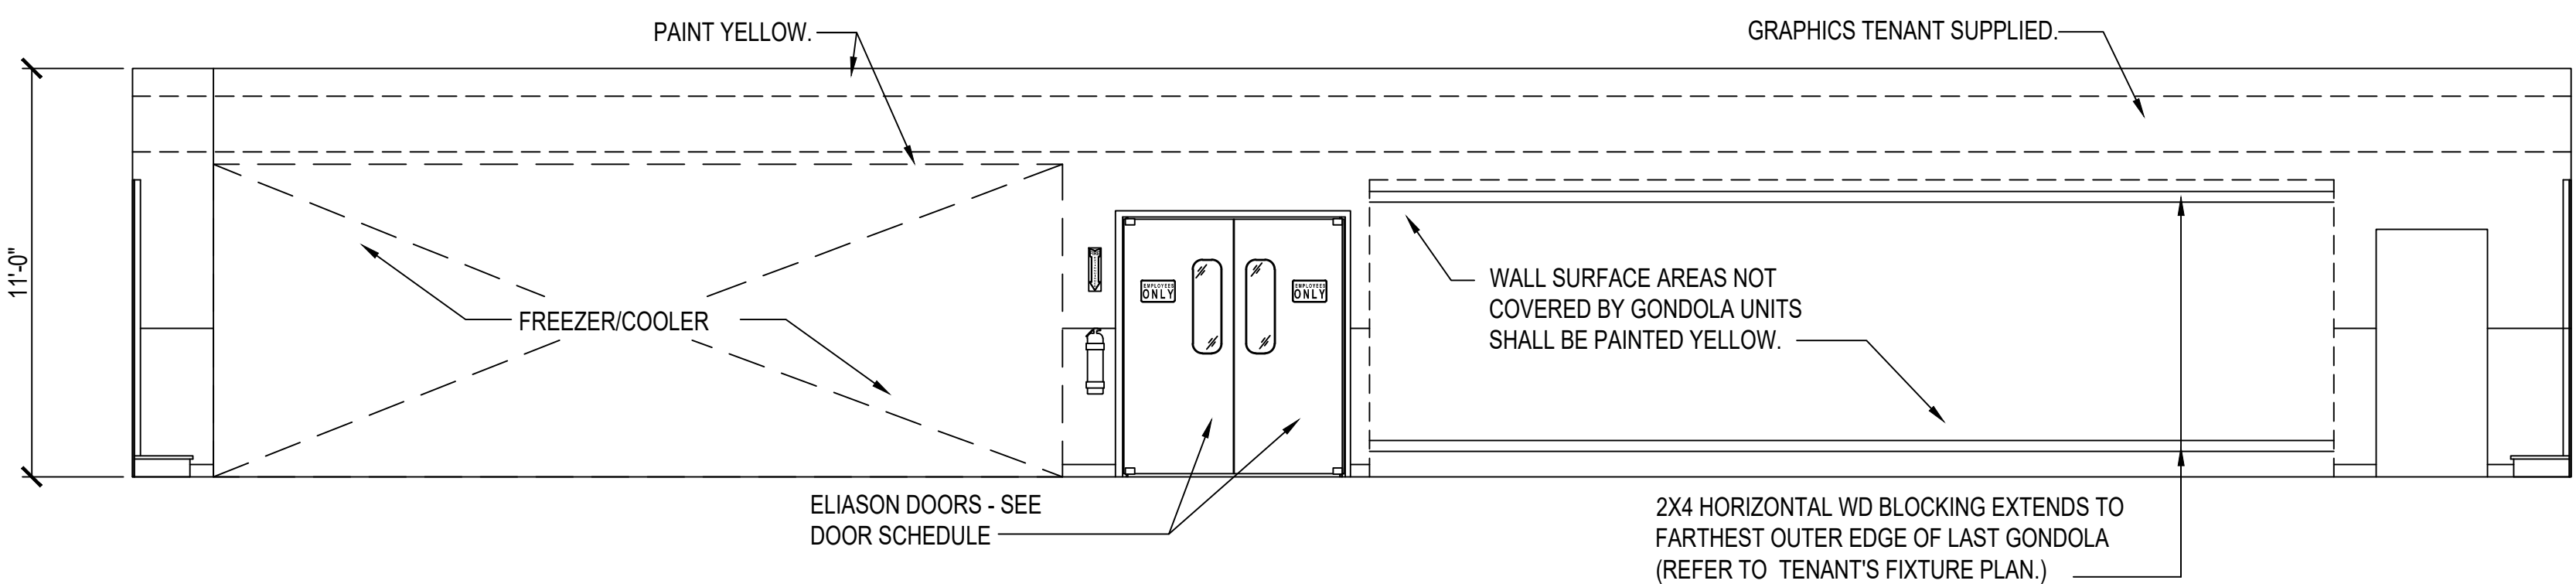 PAINT YELLOW.
GRAPHICS TENANT SUPPLIED.
11'-0"
FREEZER/COOLER
EMPLOYEES
ONLY
EMPLOYEES
ONLY
WALL SURFACE AREAS NOT
COVERED BY GONDOLA UNITS
SHALL BE PAINTED YELLOW.
ELIASON DOORS - SEE
DOOR SCHEDULE
2X4 HORIZONTAL WD BLOCKING EXTENDS TO
FARTHEST OUTER EDGE OF LAST GONDOLA
(REFER TO TENANT'S FIXTURE PLAN.)